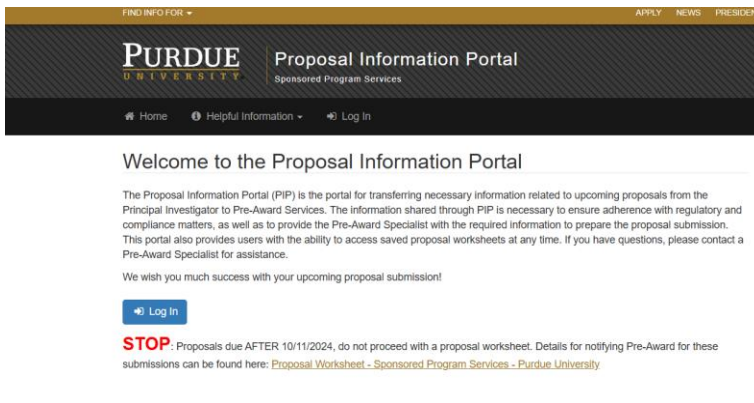 FIND INFO FOR
APPLY NEWS
PURDUE
UNIVERSITY
Proposal Information Portal
Sponsored Program Services
Home Helpful Information Log In
Welcome to the Proposal Information Portal
The Proposal Information Portal (PIP) is the portal for transferring necessary information related to upcoming proposals from the
Principal Investigator to Pre-Award Services. The information shared through PIP is necessary to ensure adherence with regulatory and
compliance matters, as well as to provide the Pre-Award Specialist with the required information to prepare the proposal submission.
This portal also provides users with the ability to access saved proposal worksheets at any time. If you have questions, please contact a
Pre-Award Specialist for assistance.
We wish you much success with your upcoming proposal submission!
Log In
STOP: Proposals due AFTER 10/11/2024, do not proceed with a proposal worksheet. Details for notifying Pre-Award for these
submissions can be found here: Proposal Worksheet - Sponsored Program Services - Purdue University